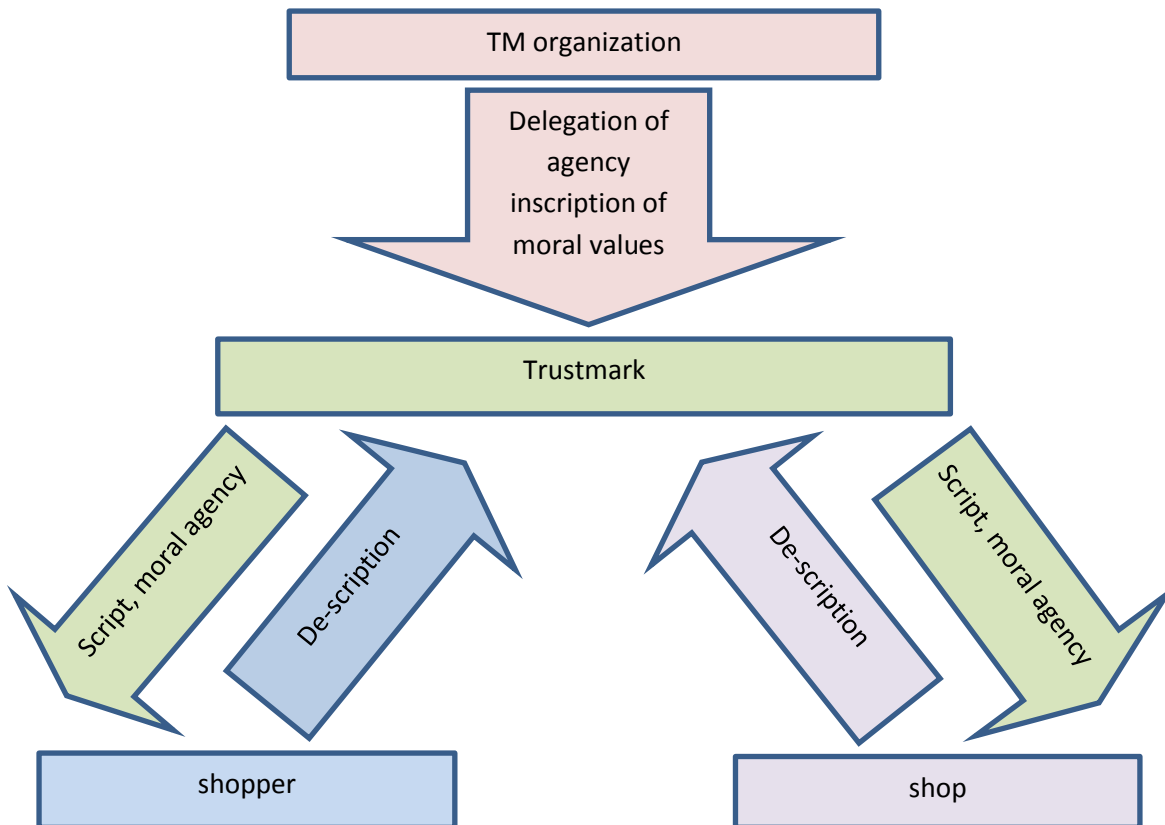 TM organization
Delegation of
agency
inscription of
moral values
Trustmark
Script, moral agency
De-scription
De-scription
Script, moral agency
shopper
shop